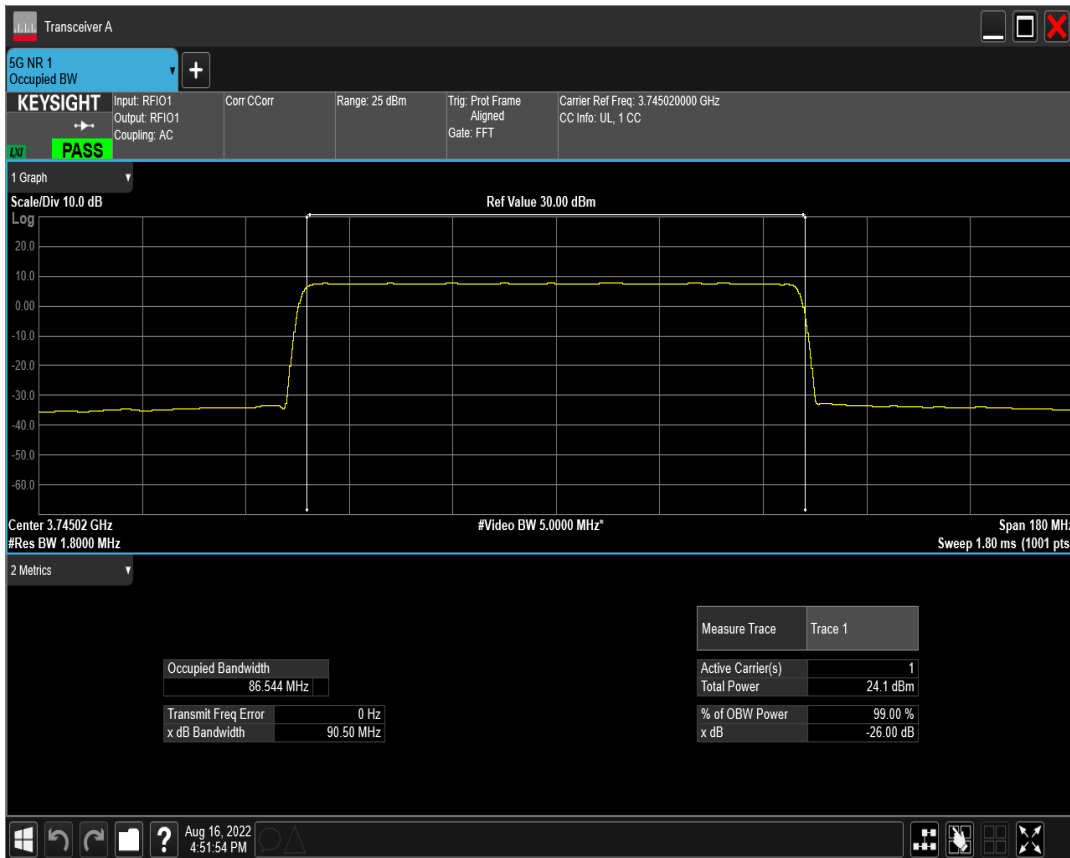 Transceiver A
5G NR 1
Occupied BW
+
KEYSIGHT
LXI
PASS
Input: RFIO1
Output: RFIO1
Coupling: AC
Corr CCorr
Range: 25 dBm
Trig: Prot Frame
Aligned
Gate: FFT
Carrier Ref Freq: 3.745020000 GHz
CC Info: UL, 1 CC
1 Graph
Scale/Div 10.0 dB
Ref Value 30.00 dBm
Log
20.0
10.0
0.00
-10.0
-20.0
-30.0
-40.0
-50.0
-60.0
Center 3.74502 GHz
#Video BW 5.0000 MHz*
Span 180 MHz
#Res BW 1.8000 MHz
Sweep 1.80 ms (1001 pts
2 Metrics
Measure Trace Trace 1
Occupied Bandwidth
86.544 MHz
Active Carrier(s) 1
Total Power 24.1 dBm
Transmit Freq Error 0 Hz
x dB Bandwidth 90.50 MHz
% of OBW Power 99.00 %
x dB -26.00 dB
?
Aug 16, 2022
4:51:54 PM